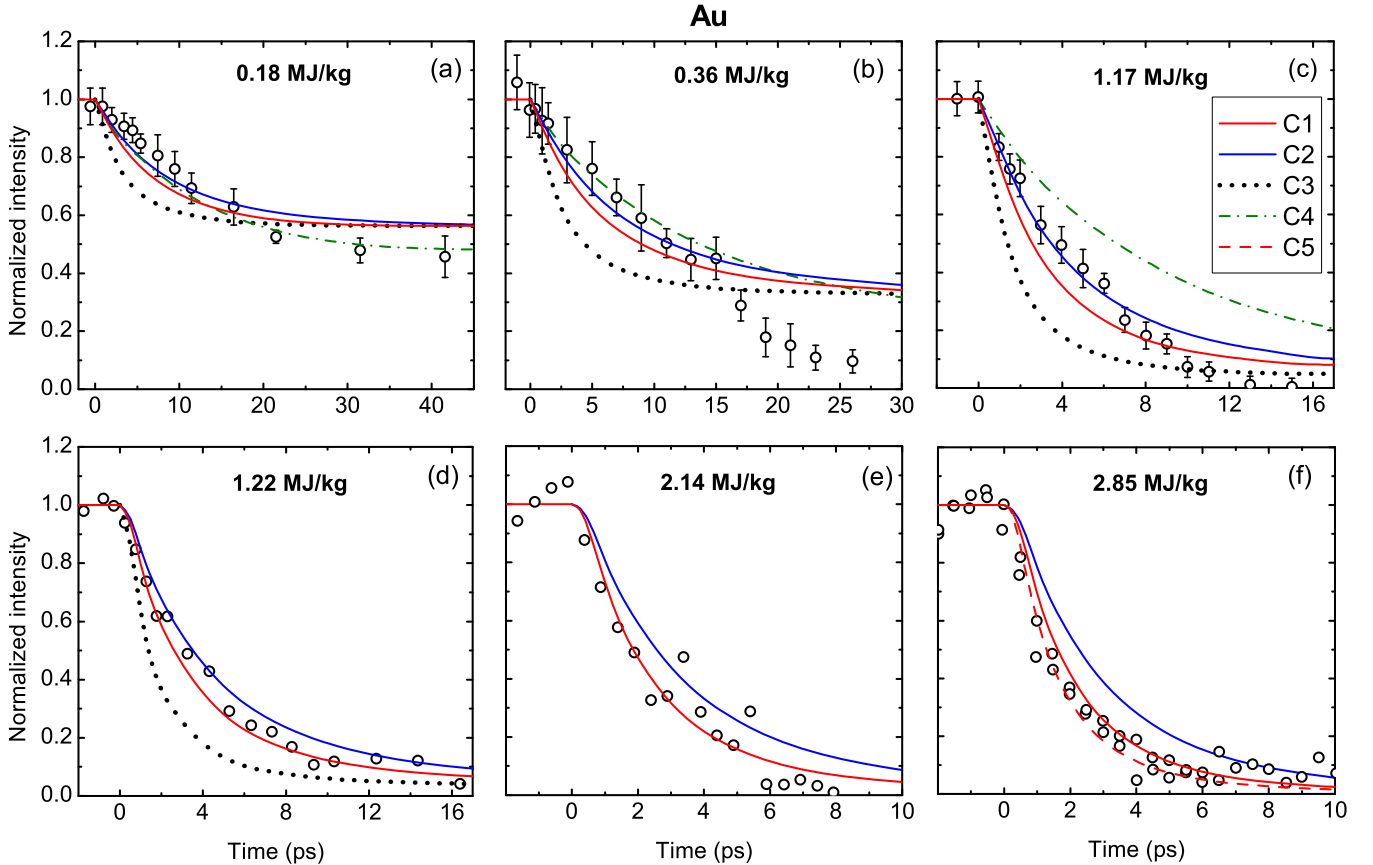 Au
1.2
1.0
0.8
0.6
0.4
0.2
0.0
Normalized intensity
0.18 MJ/kg
(a)
0 10 20 30 40
0.36 MJ/kg
(b)
0 5 10 15 20 25 30
1.17 MJ/kg
(c)
C1
C2
C3
C4
C5
0 4 8 12 16
1.2
1.0
0.8
0.6
0.4
0.2
0.0
Normalized intensity
1.22 MJ/kg
(d)
0 4 8 12 16
Time (ps)
2.14 MJ/kg
(e)
0 2 4 6 8 10
Time (ps)
2.85 MJ/kg
(f)
0 2 4 6 8 10
Time (ps)